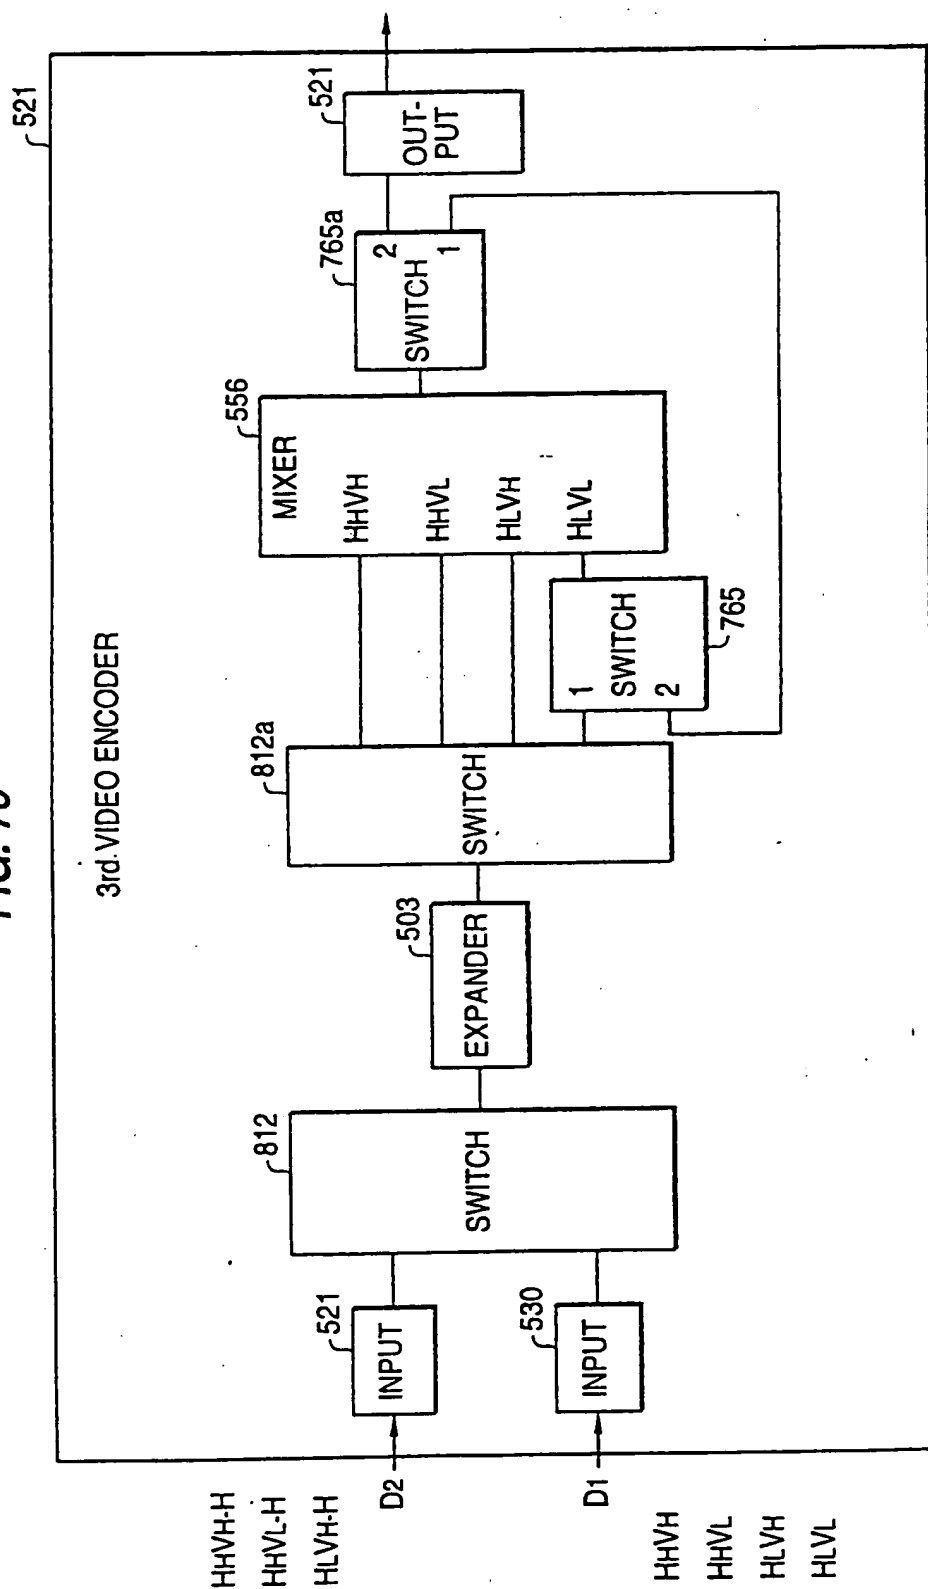 3rd. VIDEO ENCODER
521
HHVH-H
HHVL-H
HLVH-H
D2
INPUT
521
D1
INPUT
530
HHVH
HHVL
HLVH
HLVL
SWITCH
812
EXPANDER
503
SWITCH
812a
1
SWITCH
2
765
MIXER
556
HHVH
HHVL
HLVH
HLVL
SWITCH
2
1
765a
OUT-
PUT
521